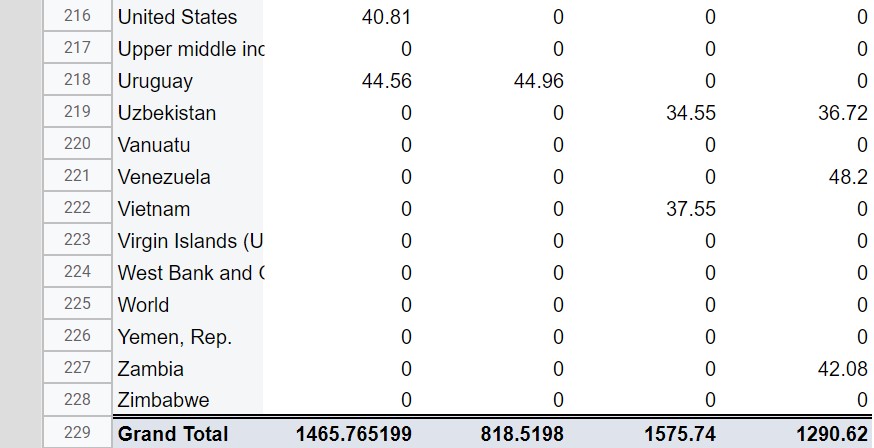 216 United States 40.81 0 0 0
217 Upper middle inc 0 0 0 0
218 Uruguay 44.56 44.96 0 0
219 Uzbekistan 0 0 34.55 36.72
220 Vanuatu 0 0 0 0
221 Venezuela 0 0 0 48.2
222 Vietnam 0 0 37.55 0
223 Virgin Islands (U 0 0 0 0
224 West Bank and 0 0 0 0
225 World 0 0 0 0
226 Yemen, Rep. 0 0 0 0
227 Zambia 0 0 0 42.08
228 Zimbabwe 0 0 0 0
229 Grand Total 1465.765199 818.5198 1575.74 1290.62